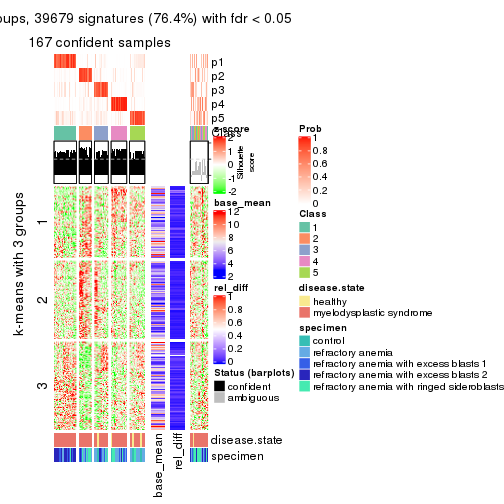 oups, 39679 signatures (76.4%) with fdr < 0.05
167 confident samples
p1
p2
p3
p4
p5
Class
Silhouette
score
k-means with 3 groups
1
2
3
disease.state
specimen
base_mean
rel_diff
z-score
2
1
0
-1
-2
base_mean
12
10
8
6
4
2
rel_diff
1
0.8
0.6
0.4
0.2
0
Status (barplots)
confident
ambiguous
Prob
1
0.8
0.6
0.4
0.2
0
Class
1
2
3
4
5
disease.state
healthy
myelodysplastic syndrome
specimen
control
refractory anemia
refractory anemia with excess blasts 1
refractory anemia with excess blasts 2
refractory anemia with ringed sideroblasts